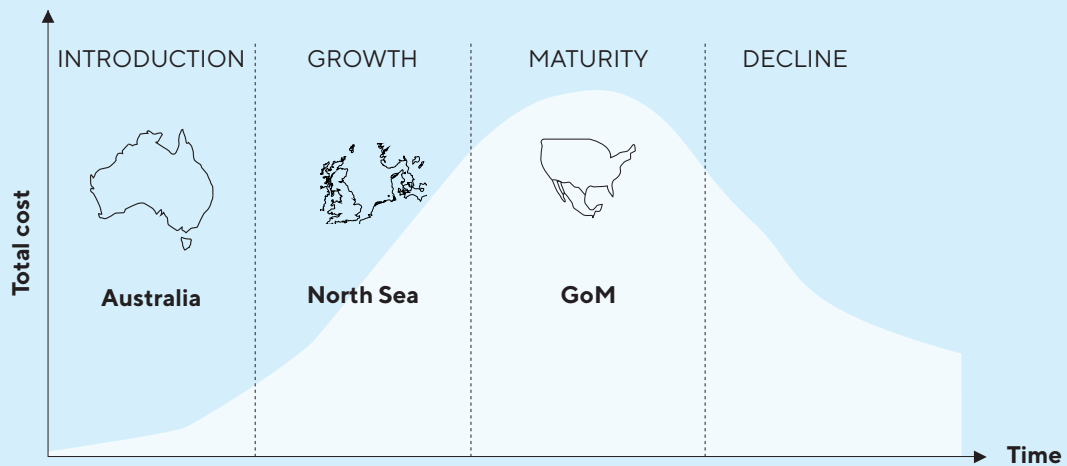 INTRODUCTION
GROWTH
MATURITY
DECLINE
Total cost
Australia
North Sea
GoM
Time